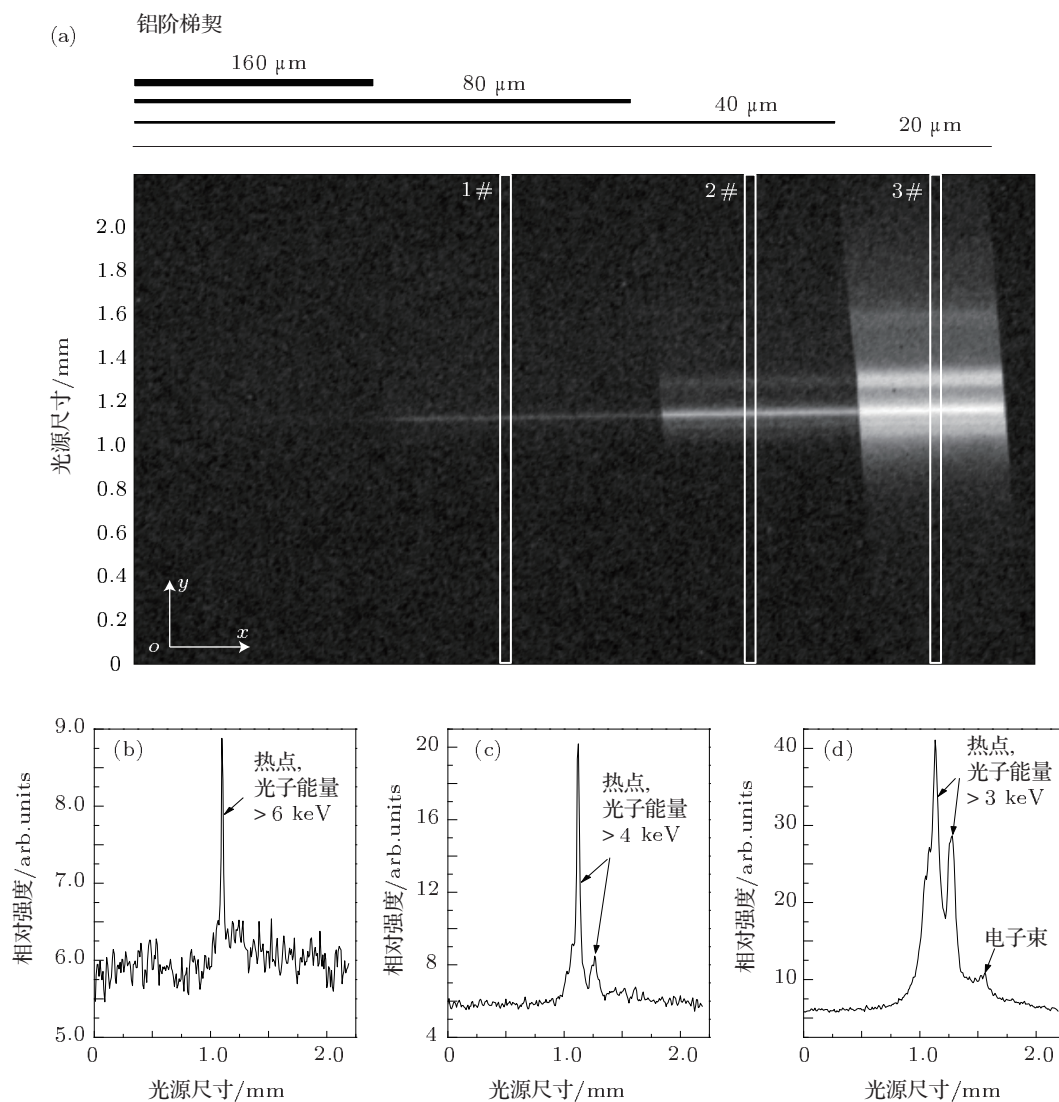 (a)
铝阶梯契
160 μm
80 μm
40 μm
20 μm
1#
2#
3#
2.0
1.8
1.6
1.4
1.2
1.0
0.8
0.6
0.4
0.2
0
光源尺寸/mm
y
x
o
(b)
9.0
8.0
7.0
6.0
5.0
相对强度/arb.units
热点,
光子能量
>6 keV
0
1.0
2.0
光源尺寸/mm
(c)
20
16
12
8
4
相对强度/arb.units
热点,
光子能量
>4 keV
0
1.0
2.0
光源尺寸/mm
(d)
40
30
20
10
相对强度/arb.units
热点,
光子能量
>3 keV
电子束
0
1.0
2.0
光源尺寸/mm